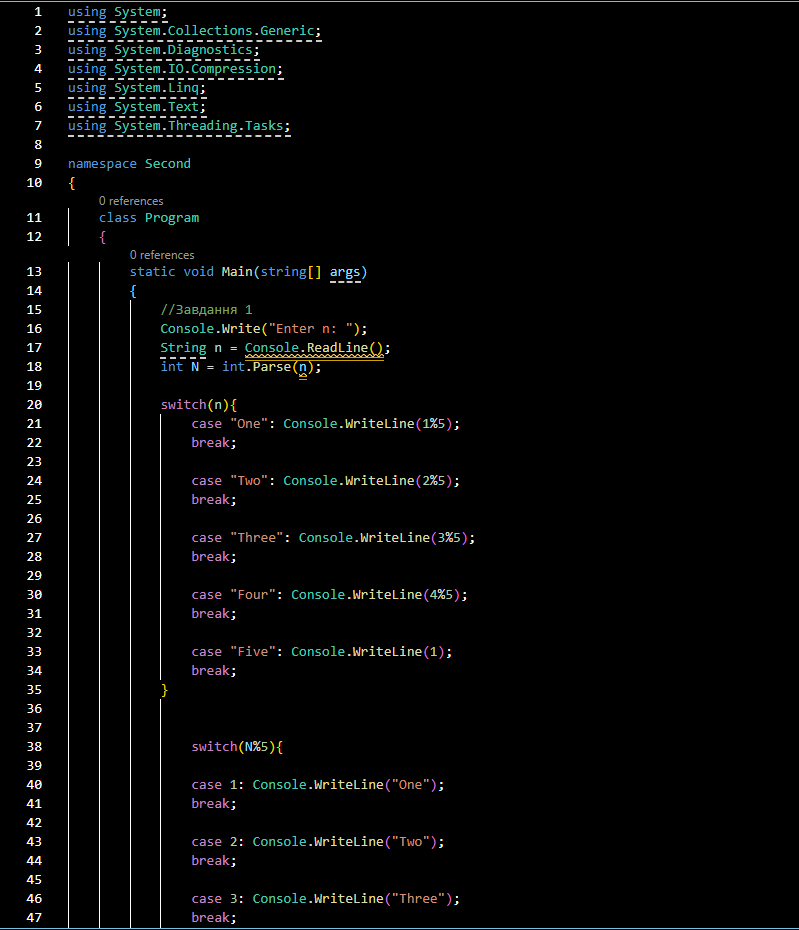 1 using System;
2 using System.Collections.Generic;
3 using System.Diagnostics;
4 using System.IO.Compression;
5 using System.Linq;
6 using System.Text;
7 using System.Threading.Tasks;
8
9 namespace Second
10 {
0 references
11 class Program
12 {
0 references
13 static void Main(string[] args)
14 {
15 //Завдання 1
16 Console.Write("Enter n: ");
17 String n = Console.ReadLine();
18 int N = int.Parse(n);
19
20 switch(n){
21 case "One": Console.WriteLine(1%5);
22 break;
23
24 case "Two": Console.WriteLine(2%5);
25 break;
26
27 case "Three": Console.WriteLine(3%5);
28 break;
29
30 case "Four": Console.WriteLine(4%5);
31 break;
32
33 case "Five": Console.WriteLine(1);
34 break;
35 }
36
37
38 switch(N%5){
39
40 case 1: Console.WriteLine("One");
41 break;
42
43 case 2: Console.WriteLine("Two");
44 break;
45
46 case 3: Console.WriteLine("Three");
47 break;